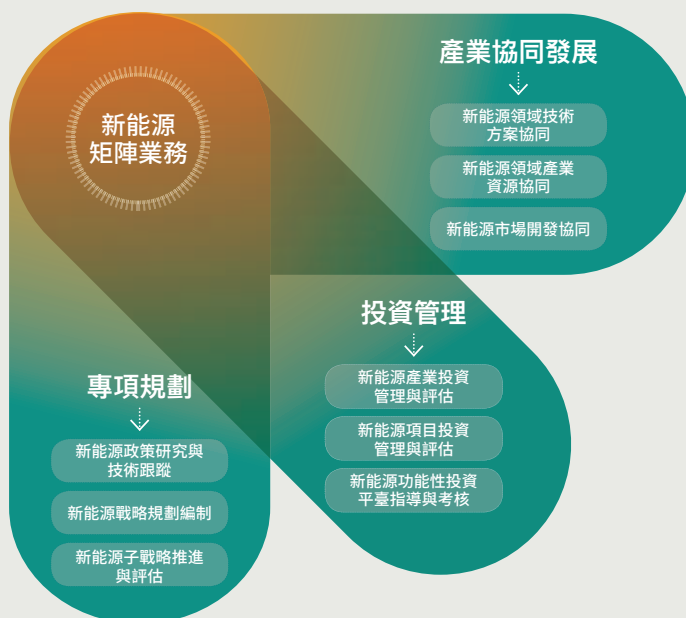 新能源
矩陣業務
產業協同發展
新能源領域技術
方案協同
新能源領域產業
資源協同
新能源市場開發協同
投資管理
新能源產業投資
管理與評估
新能源項目投資
管理與評估
新能源功能性投資
平臺指導與考核
專項規劃
新能源政策研究與
技術跟蹤
新能源戰略規劃編制
新能源子戰略推進
與評估